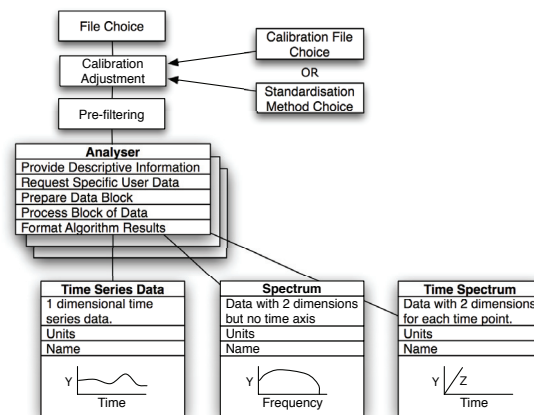 File Choice
Calibration
Adjustment
Calibration File
Choice
OR
Standardisation
Method Choice
Pre-filtering
Analyser
Provide Descriptive Information
Request Specific User Data
Prepare Data Block
Process Block of Data
Format Algorithm Results
Time Series Data
1 dimensional time
series data.
Units
Name
Y
Time
Spectrum
Data with 2 dimensions
but no time axis
Units
Name
Y
Frequency
Time Spectrum
Data with 2 dimensions
for each time point.
Units
Name
Y
Z
Time